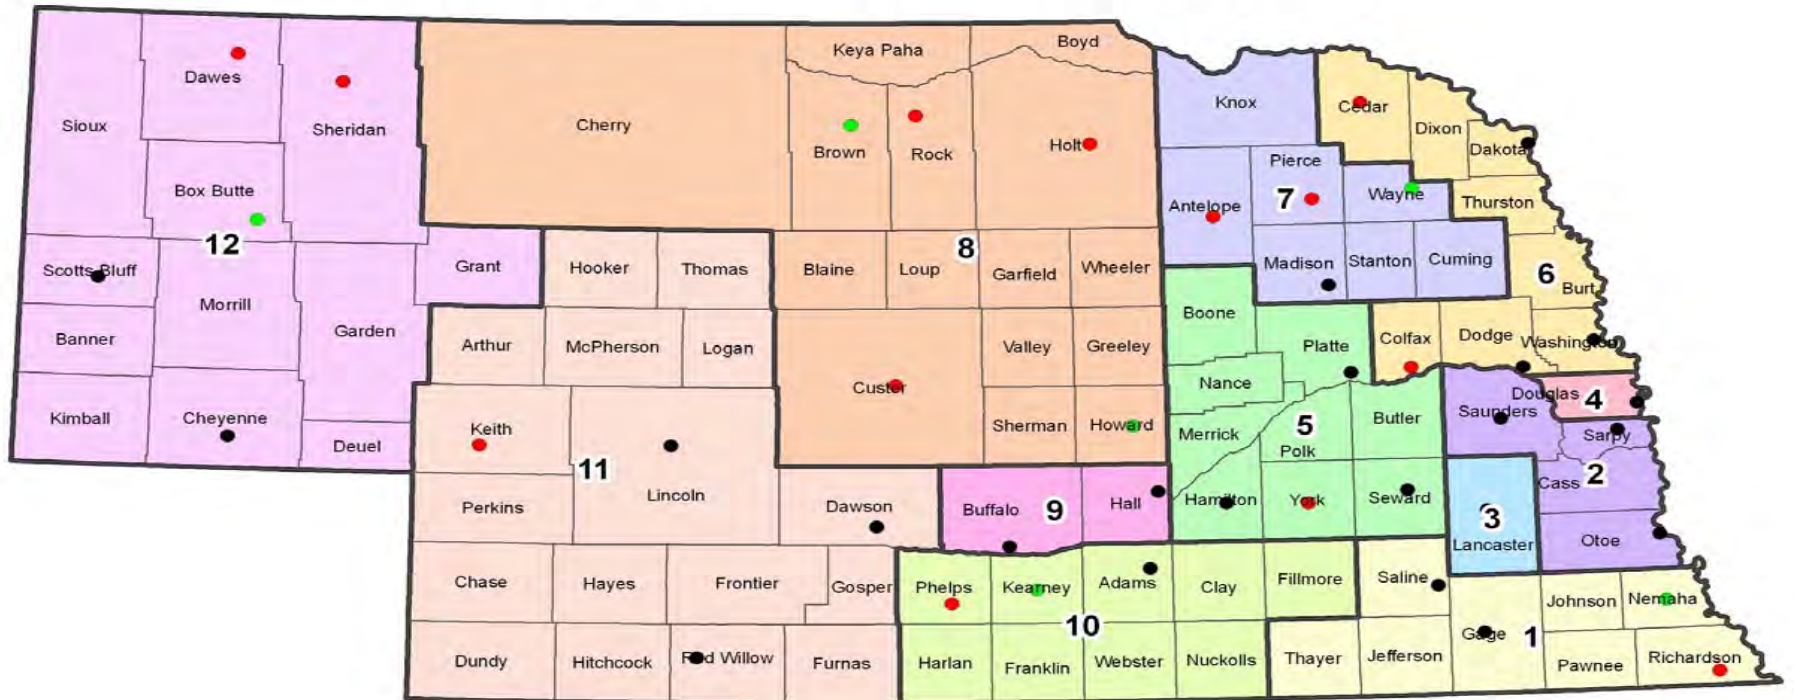 Keya Paha
Boyd
Dawes
Sioux
Sheridan
Cherry
Brown
Rock
Holt
Knox
Cedar
Dixon
Dakota
Box Butte
12
Pierce
7
Antelope
Wayne
Thurston
Scotts Bluff
Morrill
Grant
Hooker
Thomas
Blaine
Loup
8
Garfield
Wheeler
Madison
Stanton
Cuming
6
Burt
Banner
Garden
Arthur
McPherson
Logan
Valley
Greeley
Boone
Platte
Colfax
Dodge
Washington
Kimball
Cheyenne
Deuel
Keith
Custer
Sherman
Howard
Nance
Merrick
5
Polk
Butler
Saunders
Douglas
4
Sarpy
11
Lincoln
Perkins
Dawson
Buffalo
9
Hall
Hamilton
York
Seward
3
Lancaster
Cass
2
Otoe
Chase
Hayes
Frontier
Gosper
Phelps
Kearney
Adams
Clay
Fillmore
Saline
Johnson
Nemaha
10
Gage
1
Dundy
Hitchcock
Red Willow
Furnas
Harlan
Franklin
Webster
Nuckolls
Thayer
Jefferson
Pawnee
Richardson